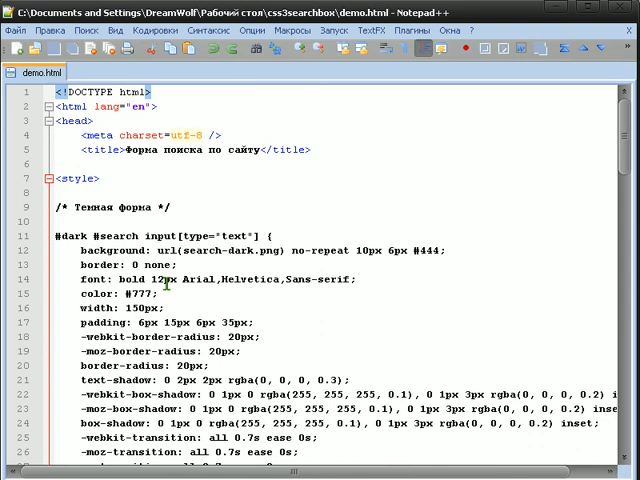 C:\Documents and Settings\DreamWolf\Рабочий стол\css3searchbox\demo.html - Notepad++
Файл Правка Поиск Вид Кодировки Синтаксис Опции Макросы Запуск TextFX Плагины Окна ? X
demo.html
1 <!DOCTYPE html>
2 <html lang="en">
3 <head>
4 <meta charset=utf-8 />
5 <title>Форма поиска по сайту</title>
6
7 <style>
8
9 /* Темная форма */
10
11 #dark #search input[type="text"] {
12 background: url(search-dark.png) no-repeat 10px 6px #444;
13 border: 0 none;
14 font: bold 12px Arial,Helvetica,Sans-serif;
15 color: #777;
16 width: 150px;
17 padding: 6px 15px 6px 35px;
18 -webkit-border-radius: 20px;
19 -moz-border-radius: 20px;
20 border-radius: 20px;
21 text-shadow: 0 2px 2px rgba(0, 0, 0, 0.3);
22 -webkit-box-shadow: 0 1px 0 rgba(255, 255, 255, 0.1), 0 1px 3px rgba(0, 0, 0, 0.2) i
23 -moz-box-shadow: 0 1px 0 rgba(255, 255, 255, 0.1), 0 1px 3px rgba(0, 0, 0, 0.2) inse
24 box-shadow: 0 1px 0 rgba(255, 255, 255, 0.1), 0 1px 3px rgba(0, 0, 0, 0.2) inset;
25 -webkit-transition: all 0.7s ease 0s;
26 -moz-transition: all 0.7s ease 0s;